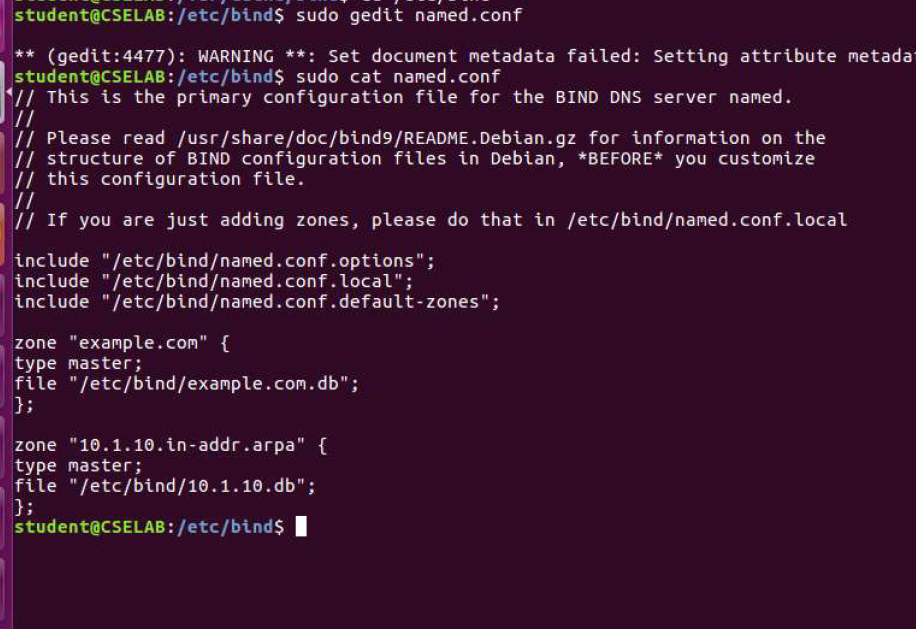 student@CSELAB:/etc/bind$ sudo gedit named.conf
** (gedit:4477): WARNING **: Set document metadata failed: Setting attribute
student@CSELAB:/etc/bind$ sudo cat named.conf
// This is the primary configuration file for the BIND DNS server named.
//
// Please read /usr/share/doc/bind9/README.Debian.gz for information on the
// structure of BIND configuration files in Debian, *BEFORE* you customize
// this configuration file.
//
// If you are just adding zones, please do that in /etc/bind/named.conf.local
include "/etc/bind/named.conf.options";
include "/etc/bind/named.conf.local";
include "/etc/bind/named.conf.default-zones";
zone "example.com" {
type master;
file "/etc/bind/example.com.db";
};
zone "10.1.10.in-addr.arpa" {
type master;
file "/etc/bind/10.1.10.db";
};
student@CSELAB:/etc/bind$